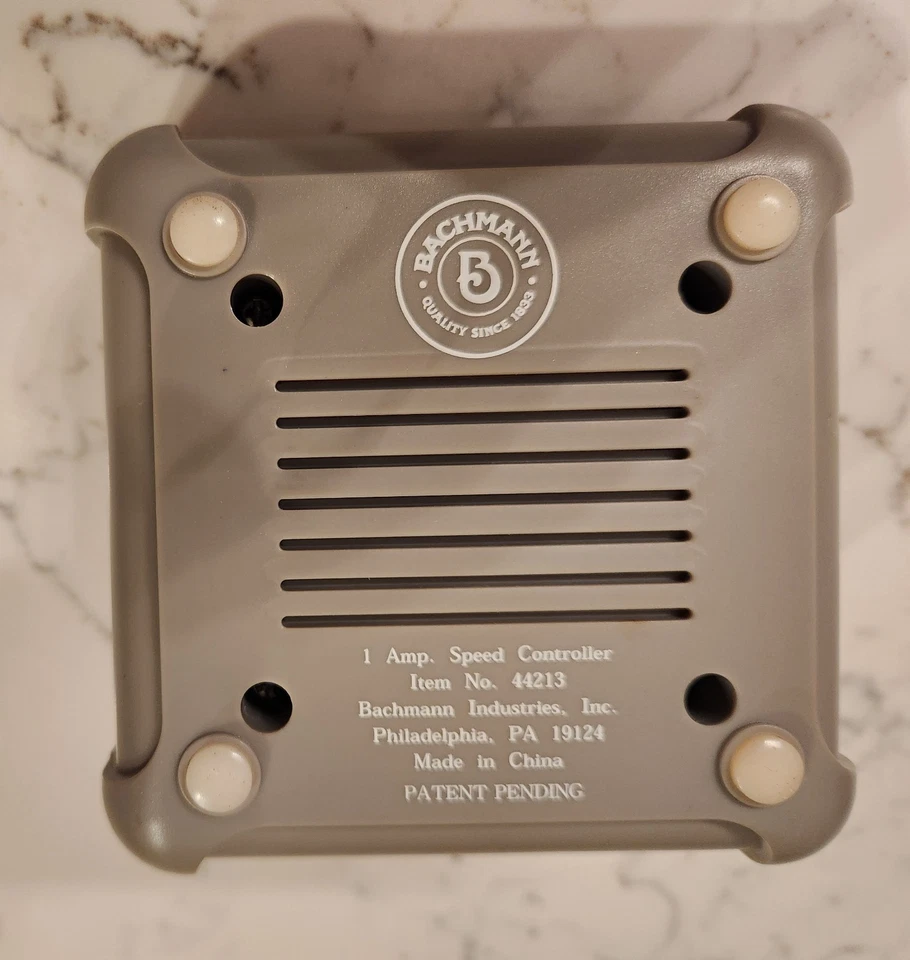 BACHMANN
B
QUALITY SINCE 1833
1 Amp. Speed Controller
Item No. 44213
Bachmann Industries, Inc.
Philadelphia, PA 19124
Made in China
PATENT PENDING